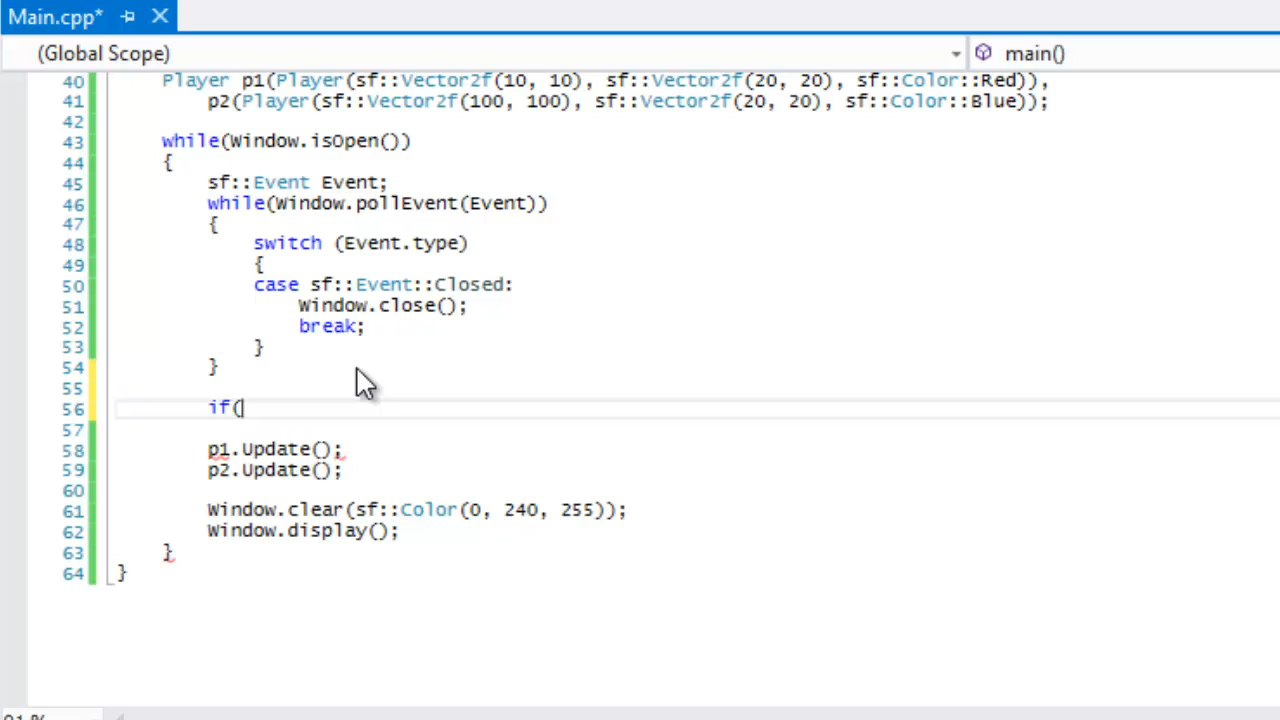 Main.cpp*
(Global Scope) main()
40 Player p1(Player(sf::Vector2f(10, 10), sf::Vector2f(20, 20), sf::Color::Red)),
41 p2(Player(sf::Vector2f(100, 100), sf::Vector2f(20, 20), sf::Color::Blue));
42
43 while(Window.isOpen())
44 {
45 sf::Event Event;
46 while(Window.pollEvent(Event))
47 {
48 switch (Event.type)
49 {
50 case sf::Event::Closed:
51 Window.close();
52 break;
53 }
54 }
55
56 if(
57
58 p1.Update();
59 p2.Update();
60
61 Window.clear(sf::Color(0, 240, 255));
62 Window.display();
63 }
64 }